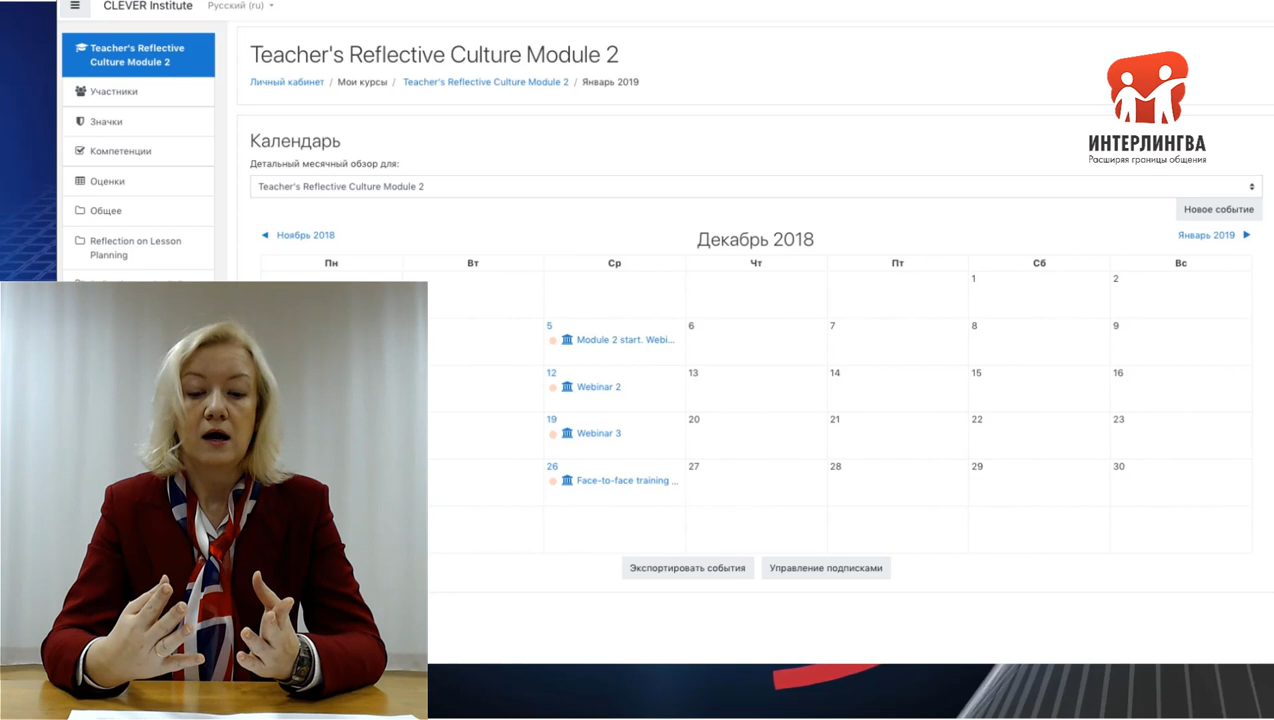 CLEVER Institute Русский (ru)
Teacher's Reflective
Culture Module 2
Участники
Значки
Компетенции
Оценки
Общее
Reflection on Lesson
Planning
Teacher's Reflective Culture Module 2
Личный кабинет / Мои курсы / Teacher's Reflective Culture Module 2 / Январь 2019
ИНТЕРЛИНГВА
Расширяя границы общения
Календарь
Детальный месячный обзор для:
Teacher's Reflective Culture Module 2
Новое событие
Ноябрь 2018 Декабрь 2018 Январь 2019
Пн Вт Ср Чт Пт Сб Вс
1 2
5 6 7 8 9
Module 2 start. Webi...
12 13 14 15 16
Webinar 2
19 20 21 22 23
Webinar 3
26 27 28 29 30
Face-to-face training ...
Экспортировать события Управление подписками